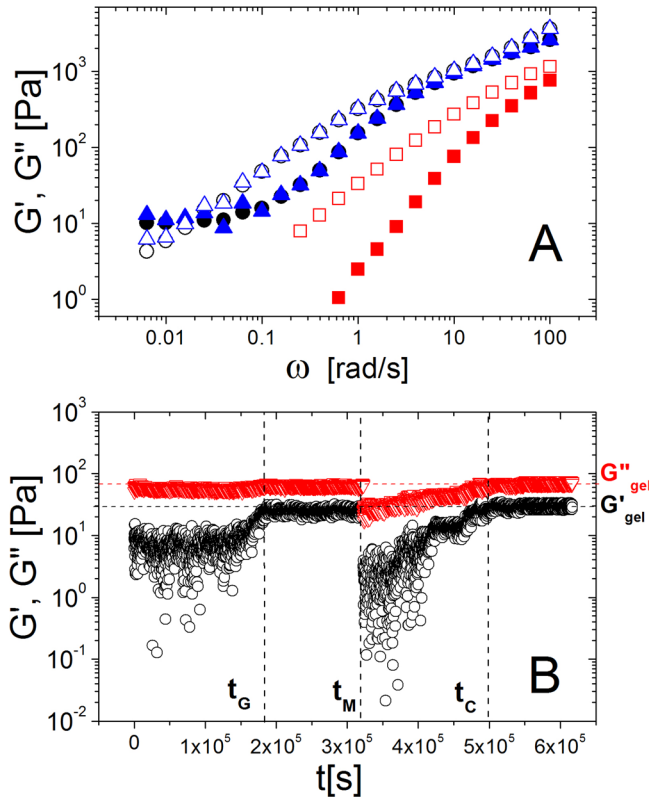 G', G" [Pa]
10³
10²
10¹
10⁰
0.01
0.1
1
10
100
ω [rad/s]
A
G', G" [Pa]
10³
10²
10¹
10⁰
10⁻¹
10⁻²
G"gel
G'gel
tG
tM
tC
B
0
1x10⁵
2x10⁵
3x10⁵
4x10⁵
5x10⁵
6x10⁵
t[s]